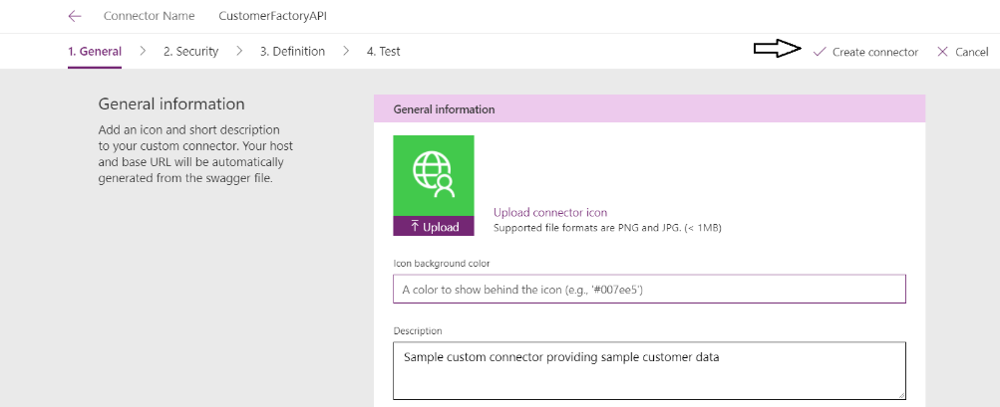 Connector Name CustomerFactoryAPI
1. General 2. Security 3. Definition 4. Test Create connector Cancel
General information
Add an icon and short description
to your custom connector. Your host
and base URL will be automatically
generated from the swagger file.
General information
Upload
Upload connector icon
Supported file formats are PNG and JPG. (< 1MB)
Icon background color
A color to show behind the icon (e.g., '#007ee5')
Description
Sample custom connector providing sample customer data